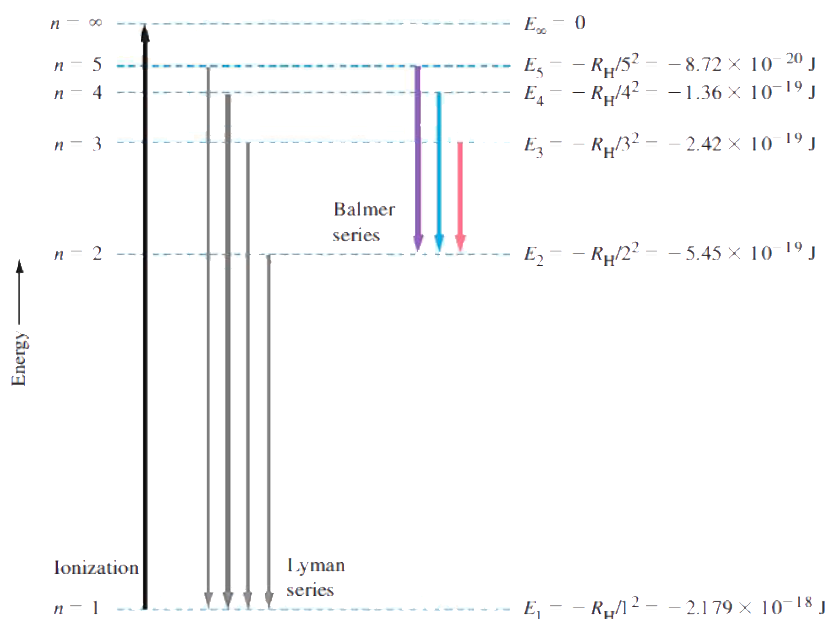 n = ∞ E∞ = 0
n = 5 E5 = −RH/5² = −8.72 × 10−20 J
n = 4 E4 = −RH/4² = −1.36 × 10−19 J
n = 3 E3 = −RH/3² = −2.42 × 10−19 J
Balmer
series
n = 2 E2 = −RH/2² = −5.45 × 10−19 J
Energy
Ionization
Lyman
series
n = 1 E1 = −RH/1² = −2.179 × 10−18 J